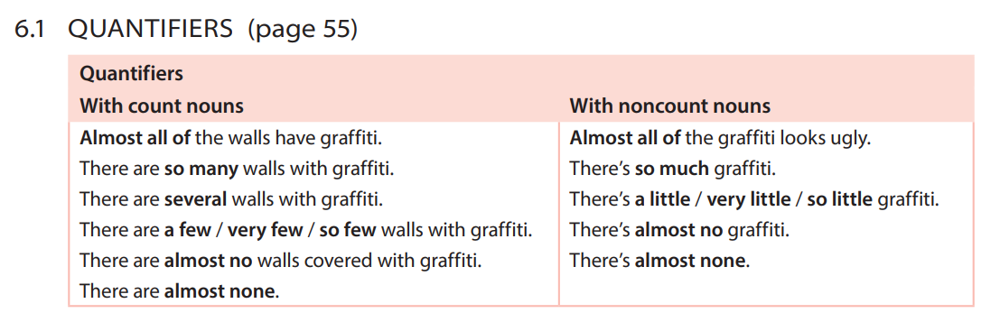 6.1 QUANTIFIERS (page 55)
Quantifiers
With count nouns
With noncount nouns
Almost all of the walls have graffiti.
Almost all of the graffiti looks ugly.
There are so many walls with graffiti.
There's so much graffiti.
There are several walls with graffiti.
There's a little / very little / so little graffiti.
There are a few / very few / so few walls with graffiti.
There's almost no graffiti.
There are almost no walls covered with graffiti.
There's almost none.
There are almost none.